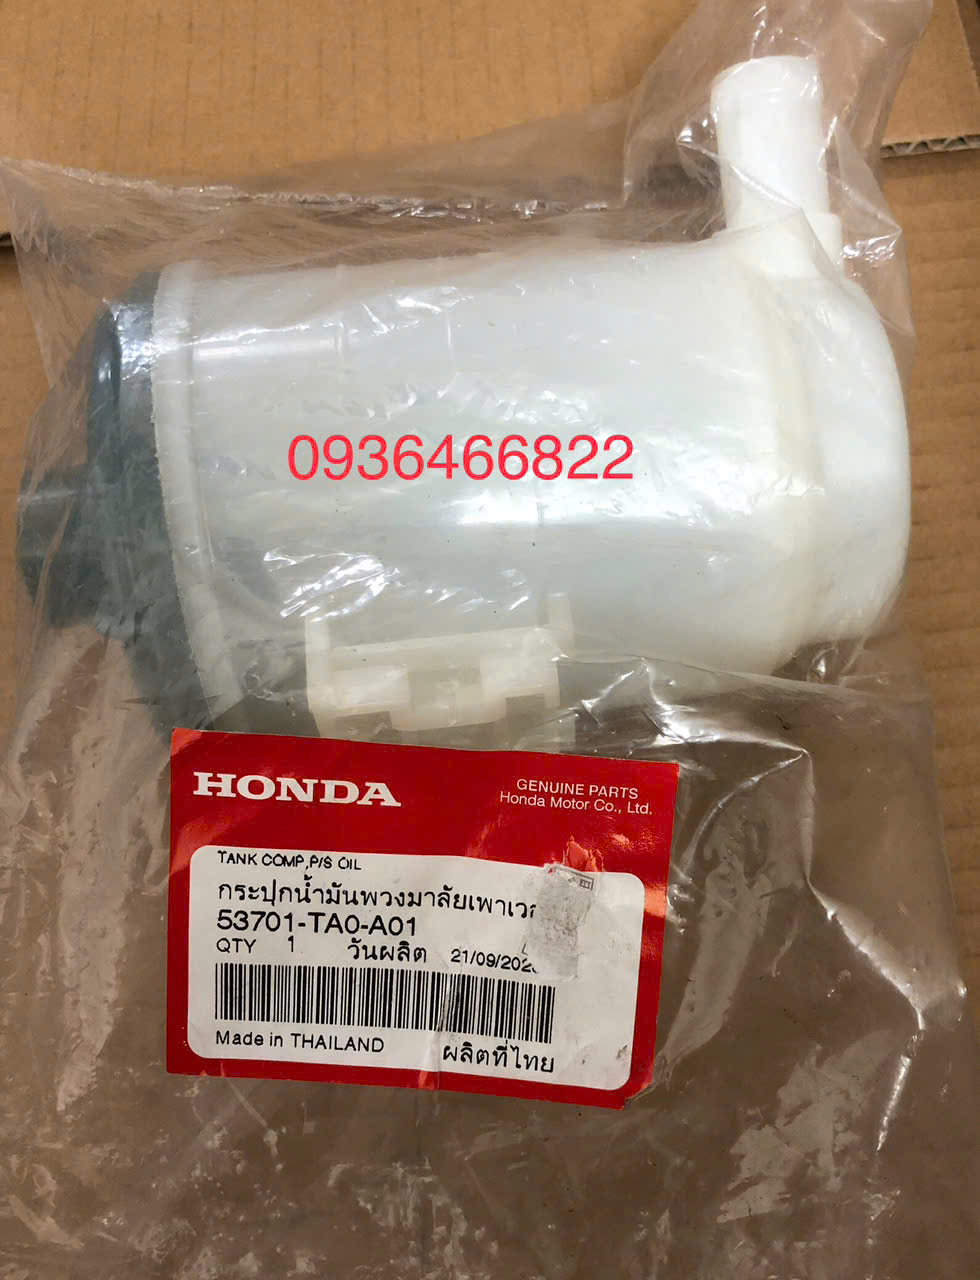 0936466822
HONDA
GENUINE PARTS
Honda Motor Co., Ltd.
TANK COMP,P/S OIL
กระปุกน้ำมันพวงมาลัยเพาเวอ
53701-TA0-A01
QTY 1 วันผลิต 21/09/202
Made in THAILAND ผลิตที่ไทย